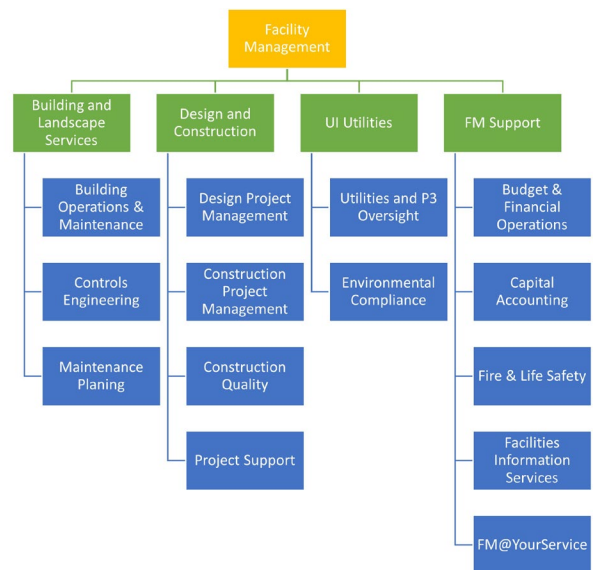 Facility
Management
Building and
Landscape
Services
Design and
Construction
UI Utilities
FM Support
Building
Operations &
Maintenance
Controls
Engineering
Maintenance
Planing
Design Project
Management
Construction
Project
Management
Construction
Quality
Project Support
Utilities and P3
Oversight
Environmental
Compliance
Budget &
Financial
Operations
Capital
Accounting
Fire & Life Safety
Facilities
Information
Services
FM@YourService